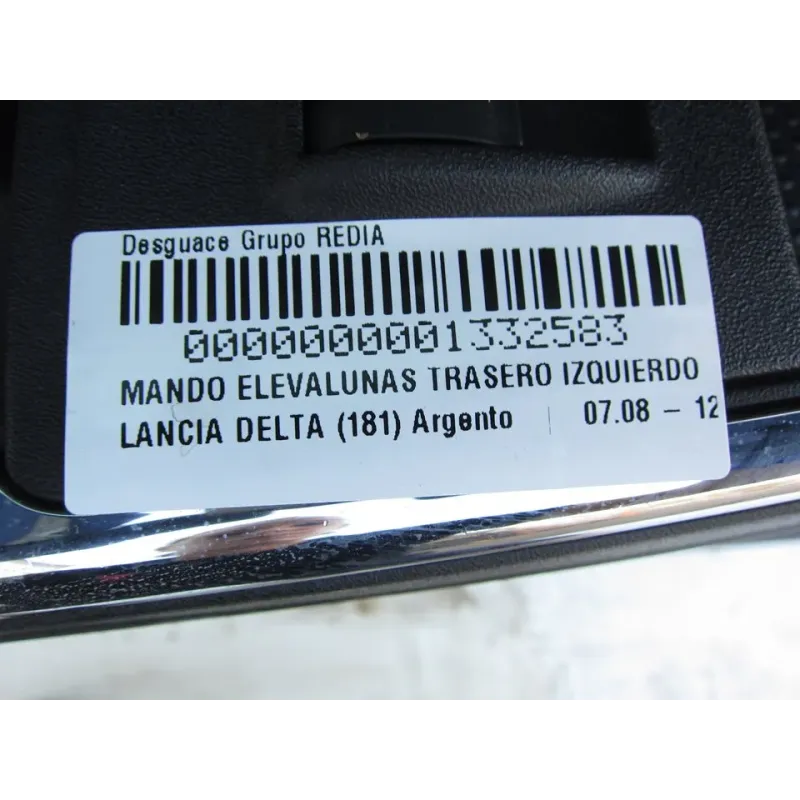 Desguace Grupo REDIA
0000000001332583
MANDO ELEVALUNAS TRASERO IZQUIERDO
LANCIA DELTA (181) Argento | 07.08 – 12